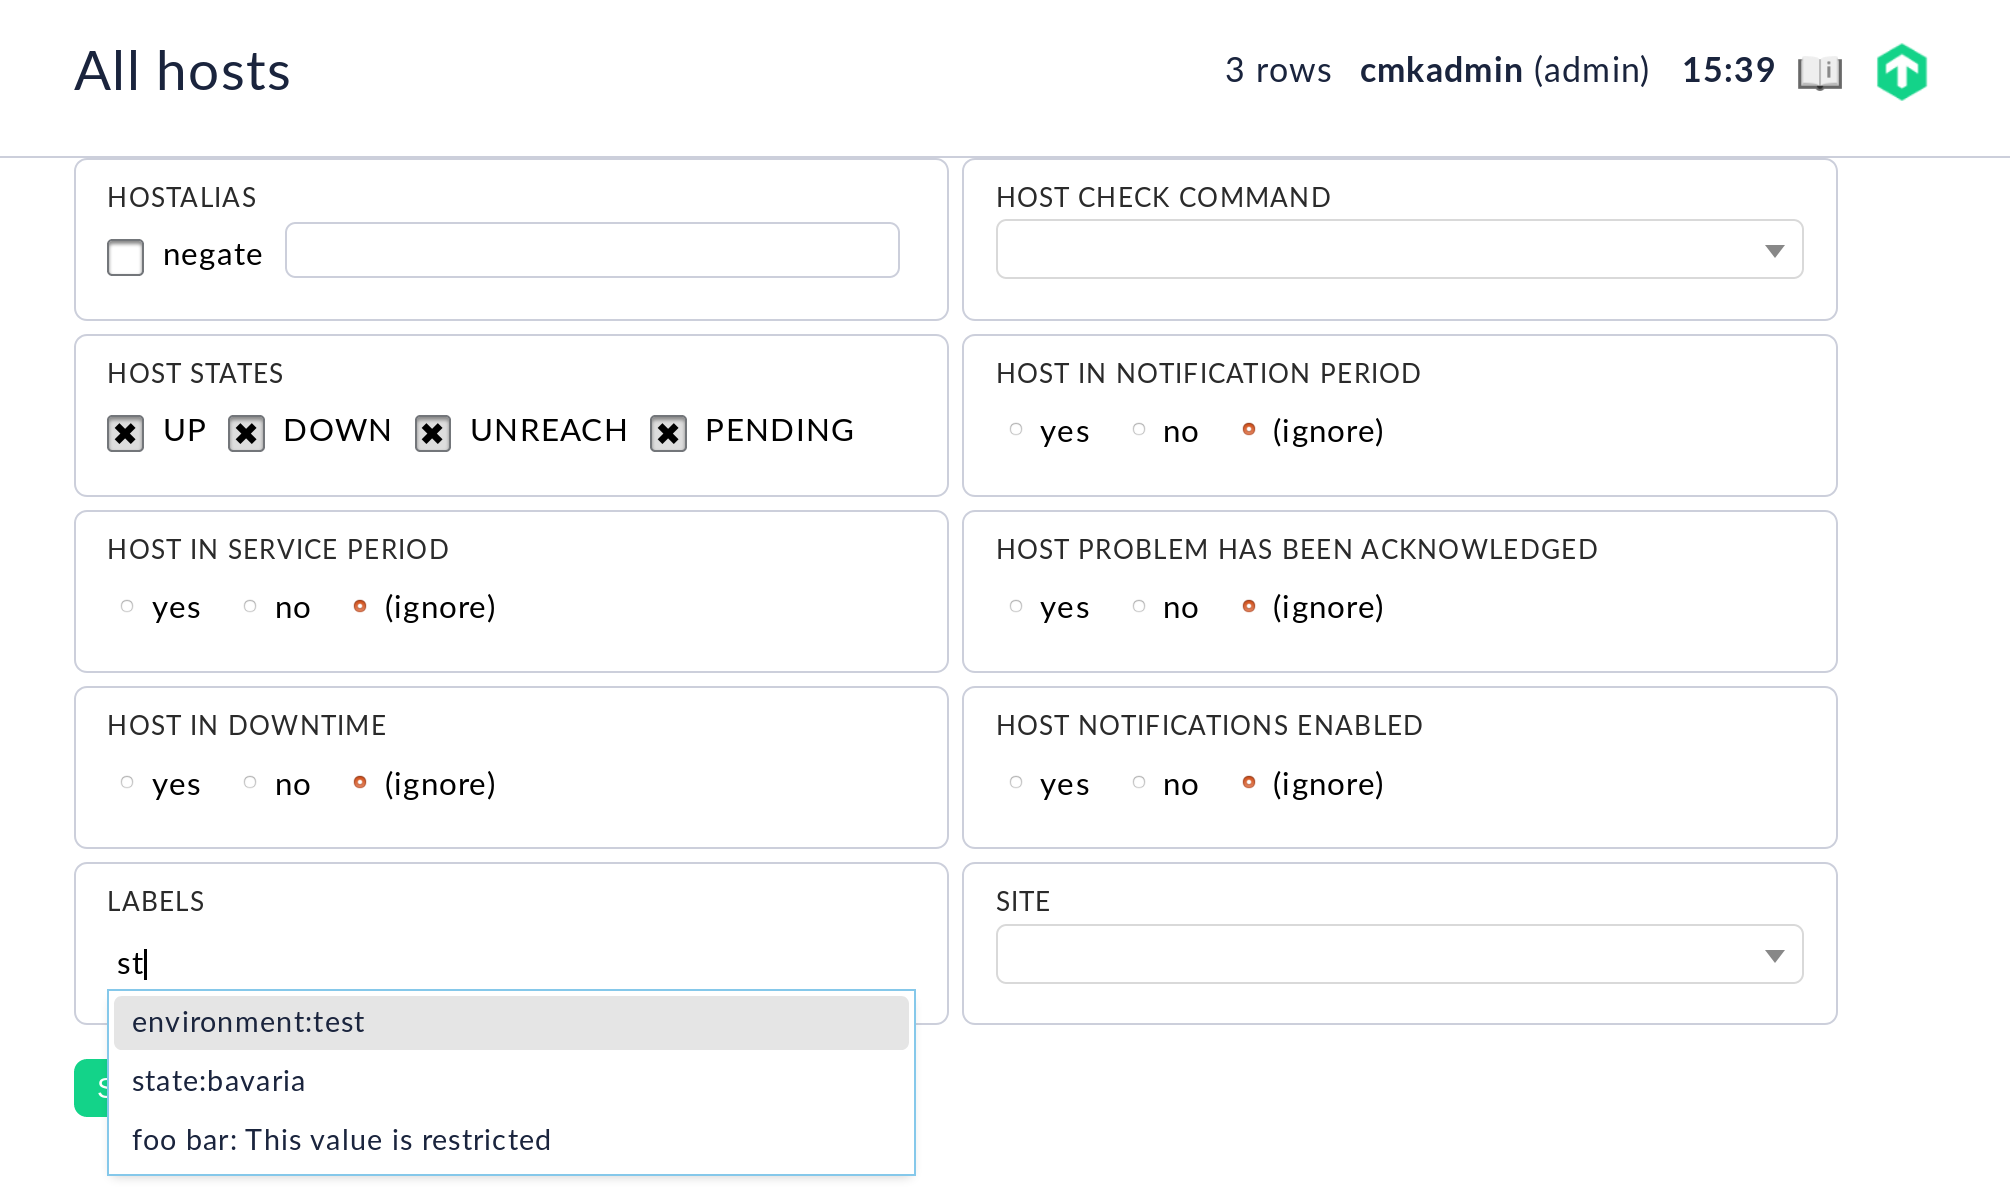 All hosts
3 rows cmkadmin (admin) 15:39
HOSTALIAS
negate
HOST CHECK COMMAND
HOST STATES
UP DOWN UNREACH PENDING
HOST IN NOTIFICATION PERIOD
yes no (ignore)
HOST IN SERVICE PERIOD
yes no (ignore)
HOST PROBLEM HAS BEEN ACKNOWLEDGED
yes no (ignore)
HOST IN DOWNTIME
yes no (ignore)
HOST NOTIFICATIONS ENABLED
yes no (ignore)
LABELS
st
environment:test
state:bavaria
foo bar: This value is restricted
SITE